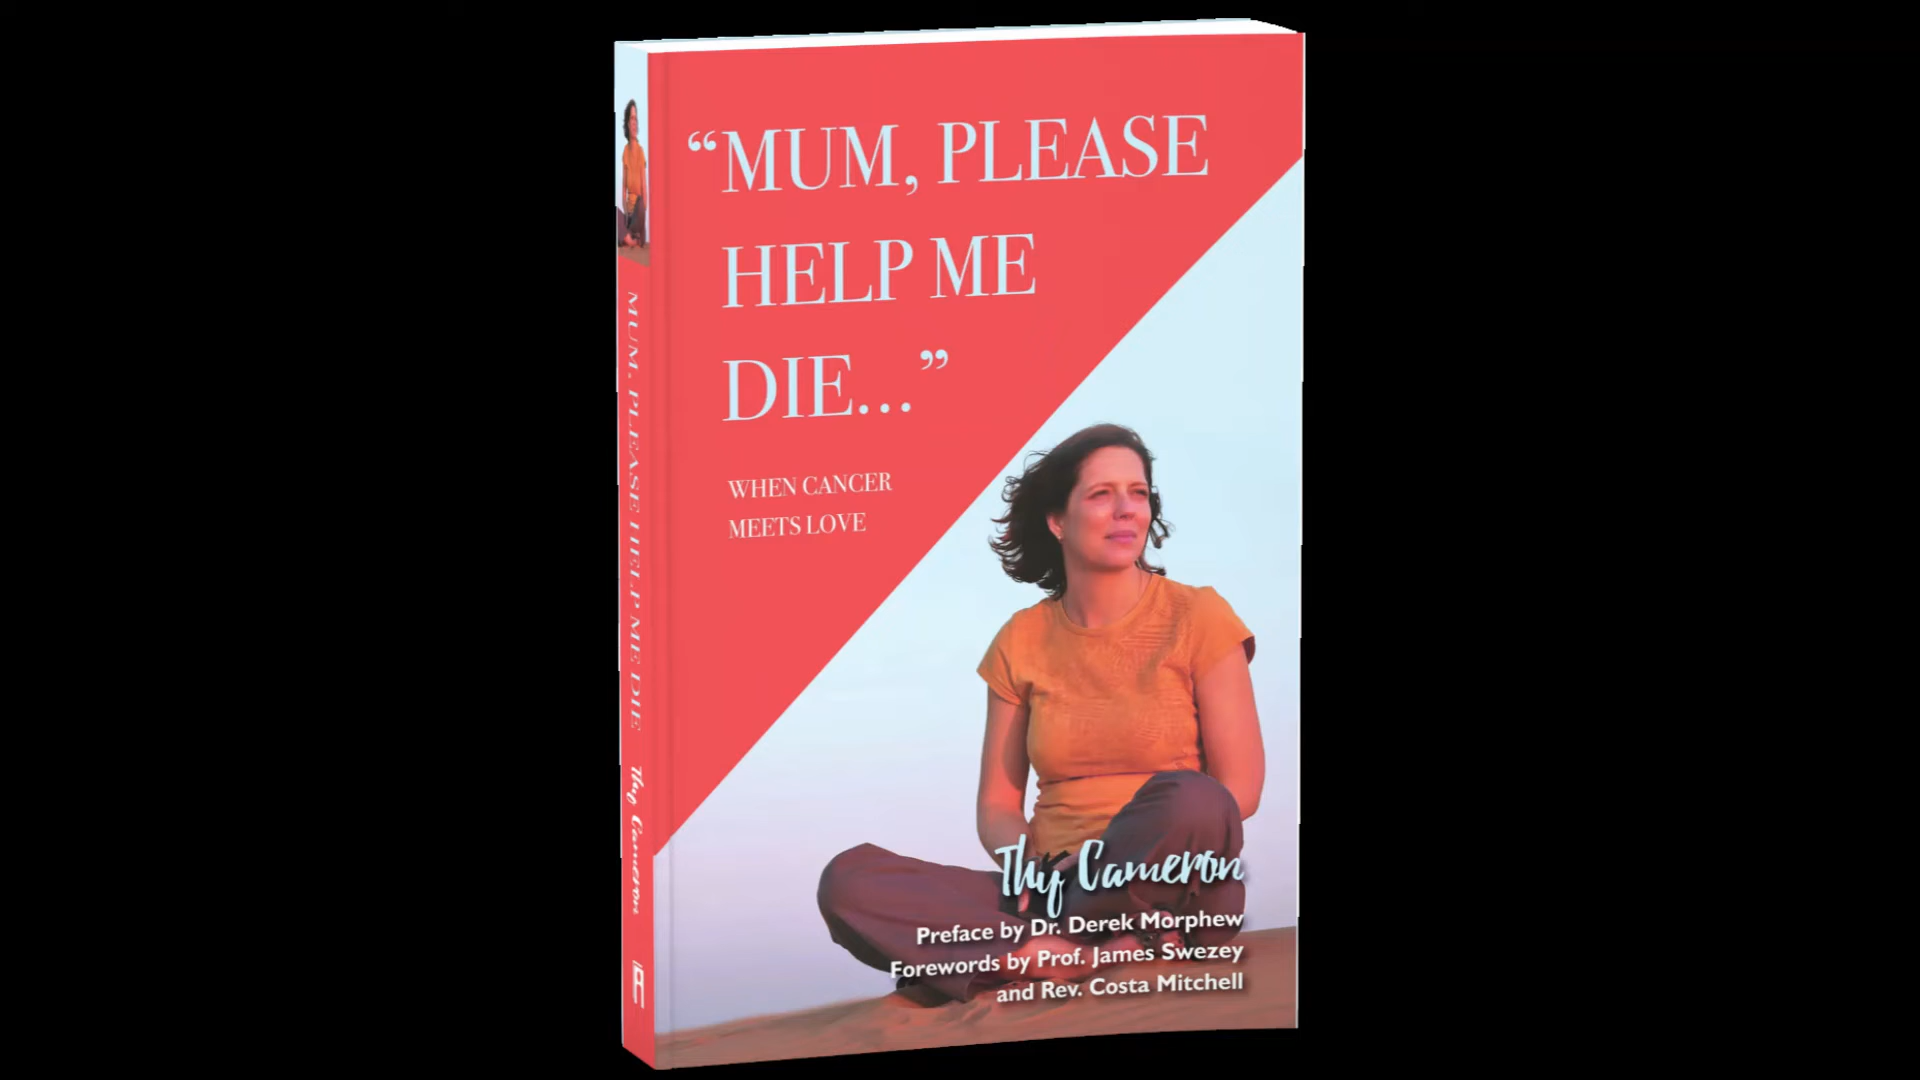 “MUM, PLEASE
HELP ME
DIE...”
WHEN CANCER
MEETS LOVE
Thy Cameron
Preface by Dr. Derek Morphew
Forewords by Prof. James Swezey
and Rev. Costa Mitchell
MUM, PLEASE HELP ME DIE Thy Cameron